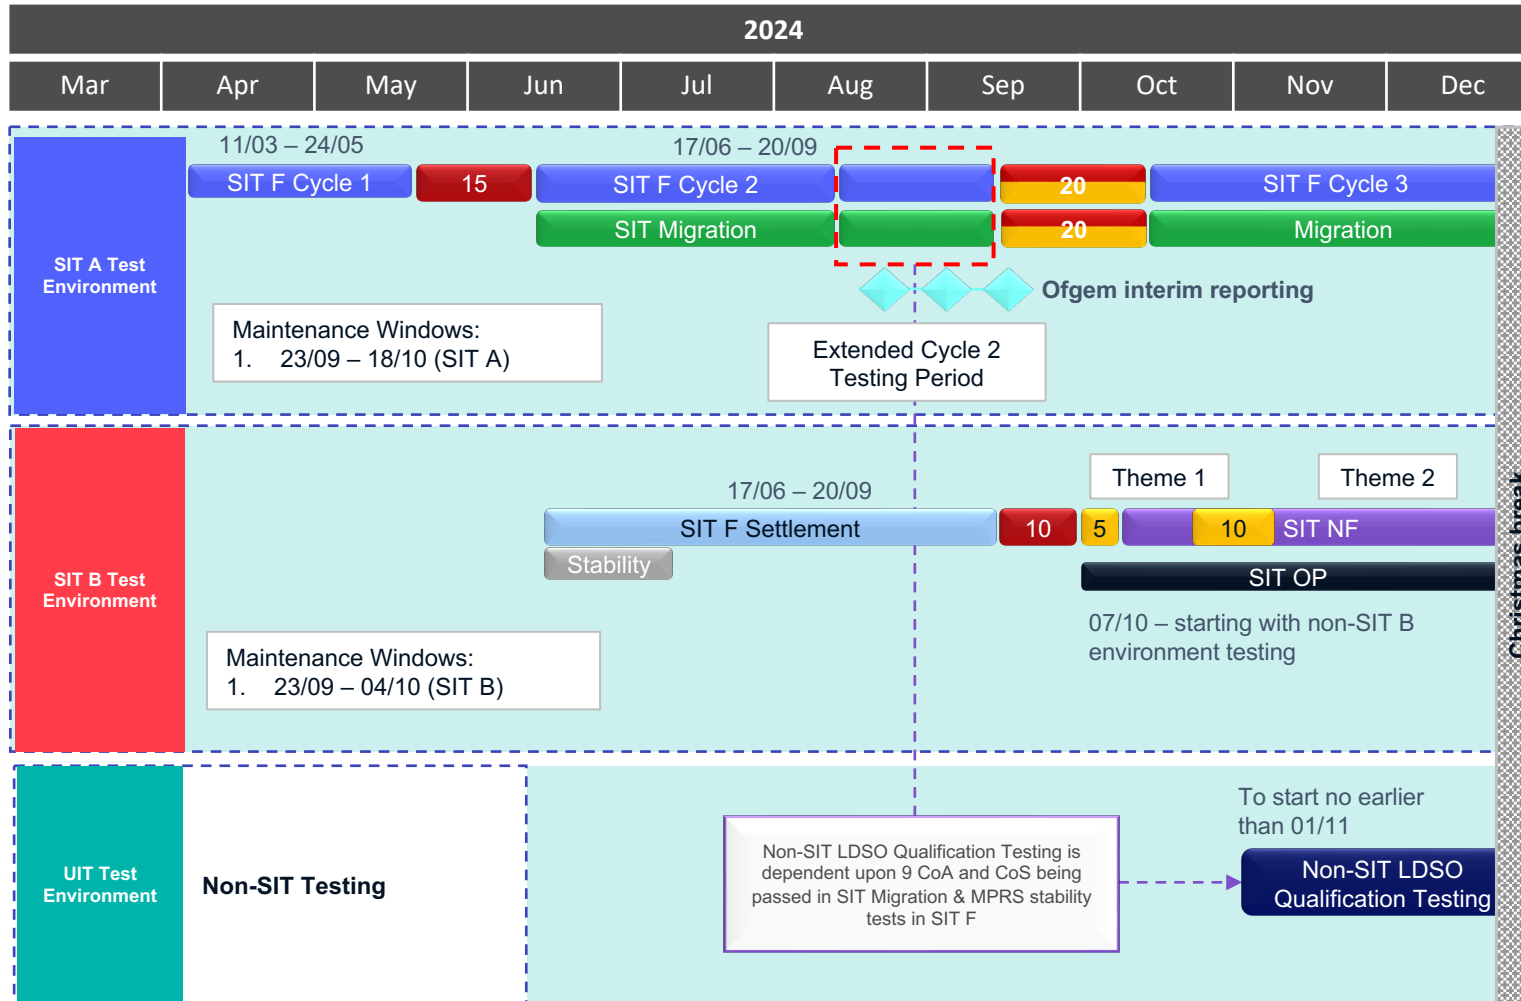 2024
Mar Apr May Jun Jul Aug Sep Oct Nov Dec
11/03 – 24/05
17/06 – 20/09
SIT F Cycle 1
15
SIT F Cycle 2
20
SIT F Cycle 3
SIT Migration
20
Migration
SIT A Test
Environment
Ofgem interim reporting
Maintenance Windows:
1. 23/09 – 18/10 (SIT A)
Extended Cycle 2
Testing Period
Theme 1
Theme 2
17/06 – 20/09
SIT F Settlement
10
5
10
SIT NF
Stability
SIT OP
SIT B Test
Environment
07/10 – starting with non-SIT B
environment testing
Maintenance Windows:
1. 23/09 – 04/10 (SIT B)
Christmas break
To start no earlier
than 01/11
UIT Test
Environment
Non-SIT Testing
Non-SIT LDSO Qualification Testing is
dependent upon 9 CoA and CoS being
passed in SIT Migration & MPRS stability
tests in SIT F
Non-SIT LDSO
Qualification Testing